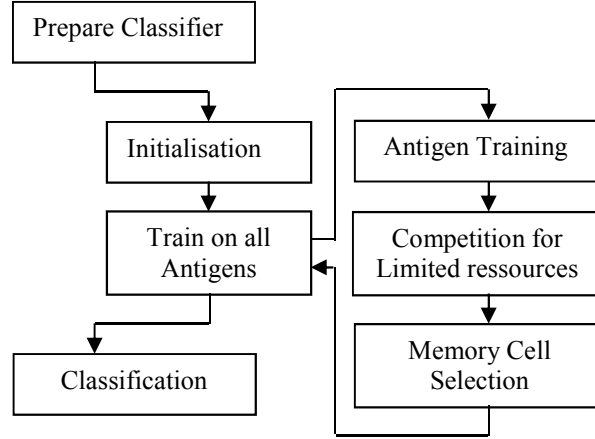 Prepare Classifier
Initialisation
Train on all
Antigens
Classification
Antigen Training
Competition for
Limited ressources
Memory Cell
Selection